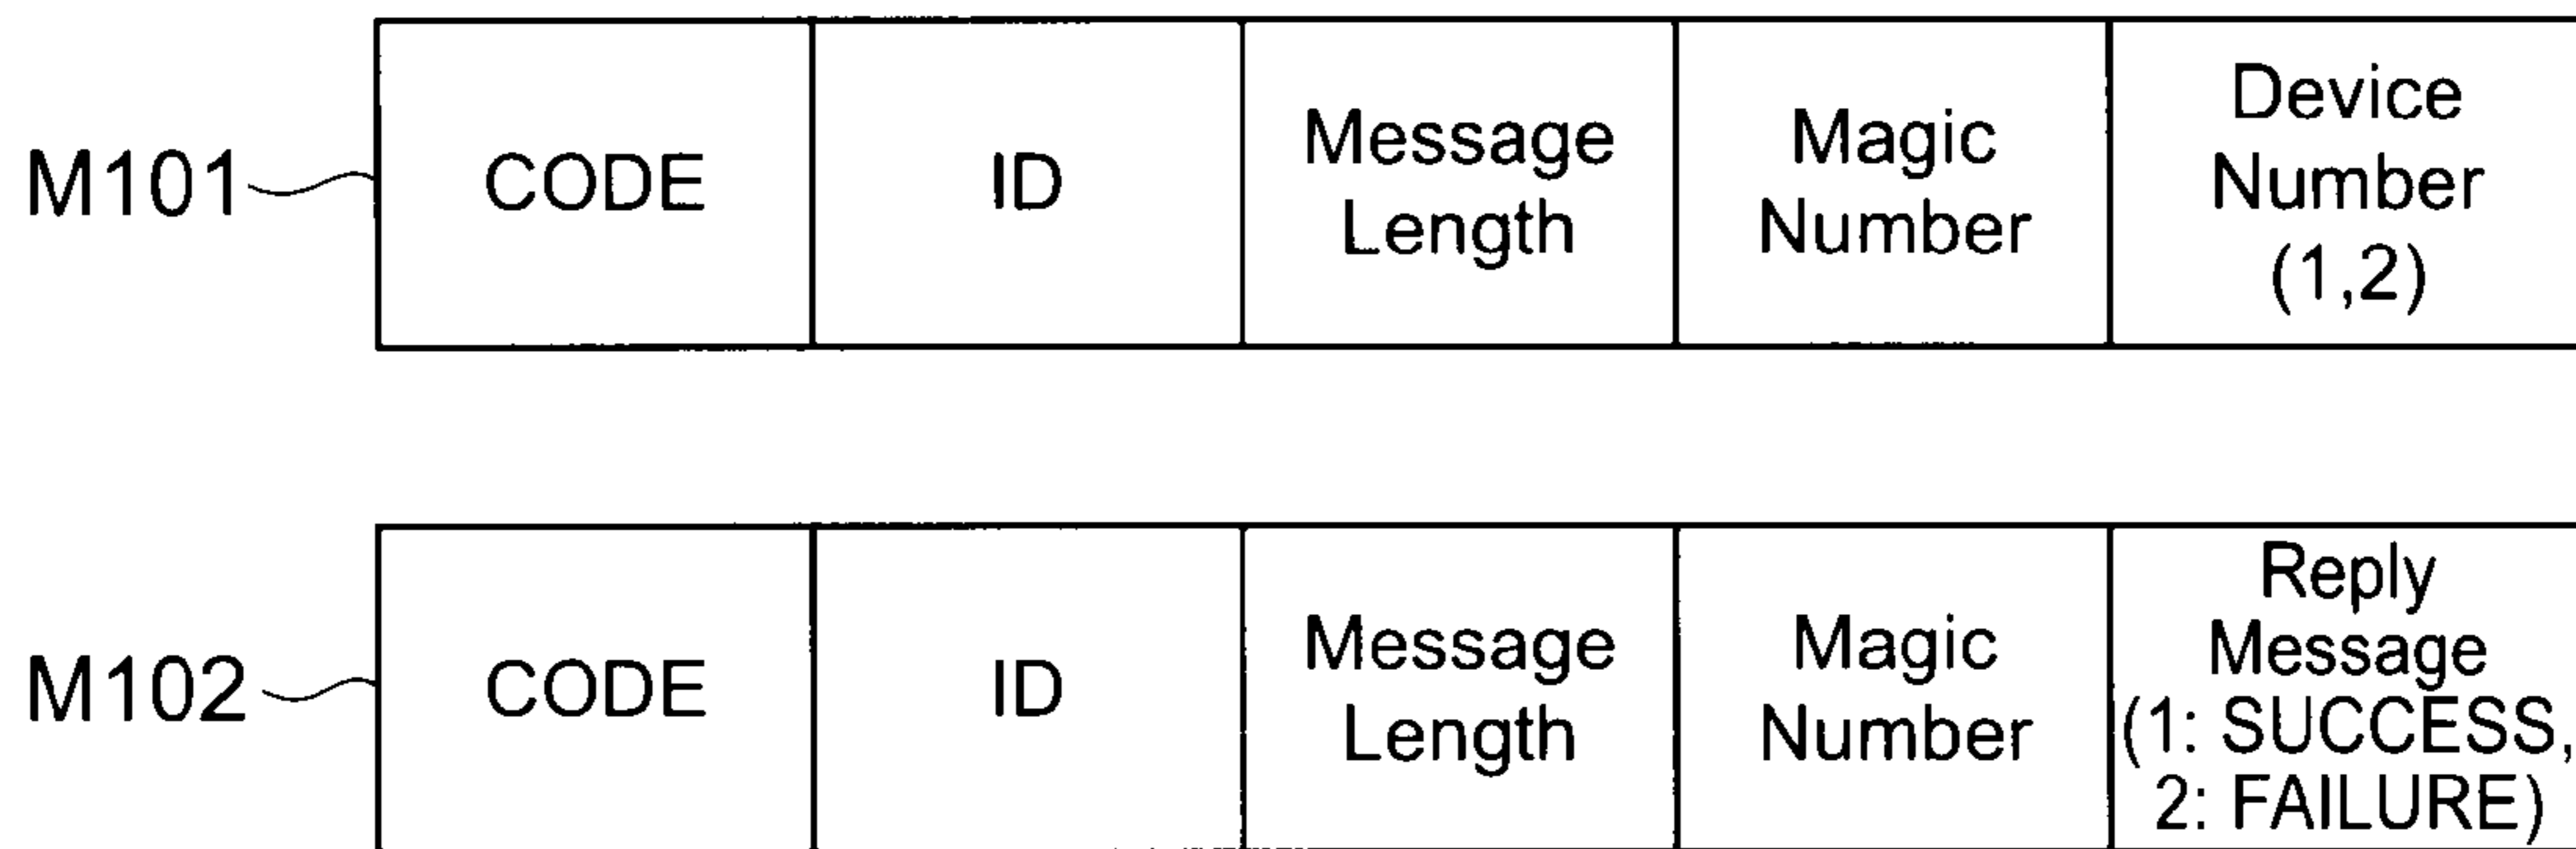 M101
CODE
ID
Message
Length
Magic
Number
Device
Number
(1,2)
M102
CODE
ID
Message
Length
Magic
Number
Reply
Message
(1: SUCCESS,
2: FAILURE)